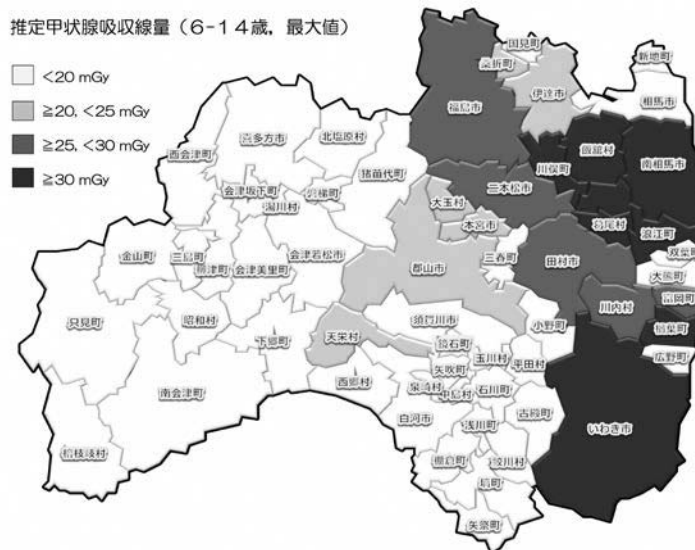 推定甲状腺吸収線量（6-14歳，最大値）
<20 mGy
≧20, <25 mGy
≧25, <30 mGy
≧30 mGy
国見町
新地町
桑折町
伊達市
相馬市
福島市
喜多方市
北塩原村
西会津町
飯舘村
南相馬市
川俣町
猪苗代町
会津坂下町
磐梯町
湯川村
二本松市
大玉村
葛尾村
浪江町
本宮市
双葉町
金山町
三島町
会津若松市
三春町
田村市
柳津町
会津美里町
郡山市
大熊町
富岡町
川内村
只見町
昭和村
須賀川市
小野町
楢葉町
下郷町
天栄村
鏡石町
玉川村
平田村
広野町
矢吹町
西郷村
泉崎村
中島村
石川町
南会津町
白河市
古殿町
浅川町
いわき市
檜枝岐村
棚倉町
鮫川村
塙町
矢祭町